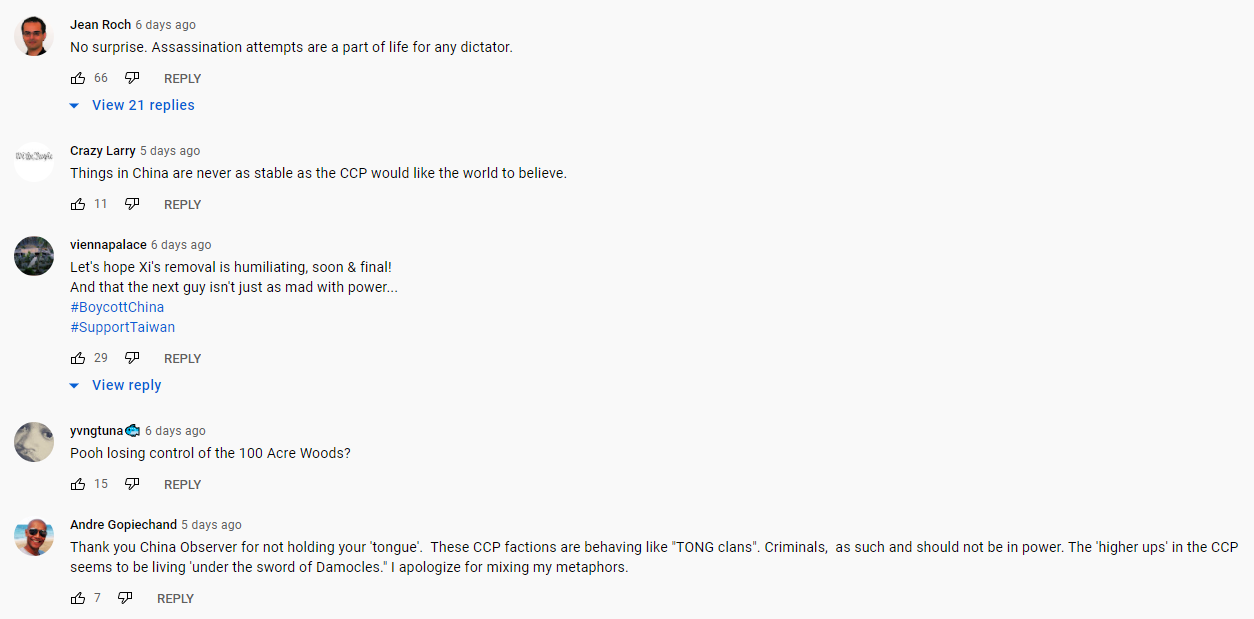 Jean Roch 6 days ago
No surprise. Assassination attempts are a part of life for any dictator.
66 REPLY
View 21 replies
We the People
Crazy Larry 5 days ago
Things in China are never as stable as the CCP would like the world to believe.
11 REPLY
viennapalace 6 days ago
Let's hope Xi's removal is humiliating, soon & final!
And that the next guy isn't just as mad with power...
#BoycottChina
#SupportTaiwan
29 REPLY
View reply
yvngtuna🐟 6 days ago
Pooh losing control of the 100 Acre Woods?
15 REPLY
Andre Gopiechand 5 days ago
Thank you China Observer for not holding your 'tongue'.  These CCP factions are behaving like "TONG clans". Criminals,  as such and should not be in power. The 'higher ups' in the CCP
seems to be living 'under the sword of Damocles." I apologize for mixing my metaphors.
7 REPLY